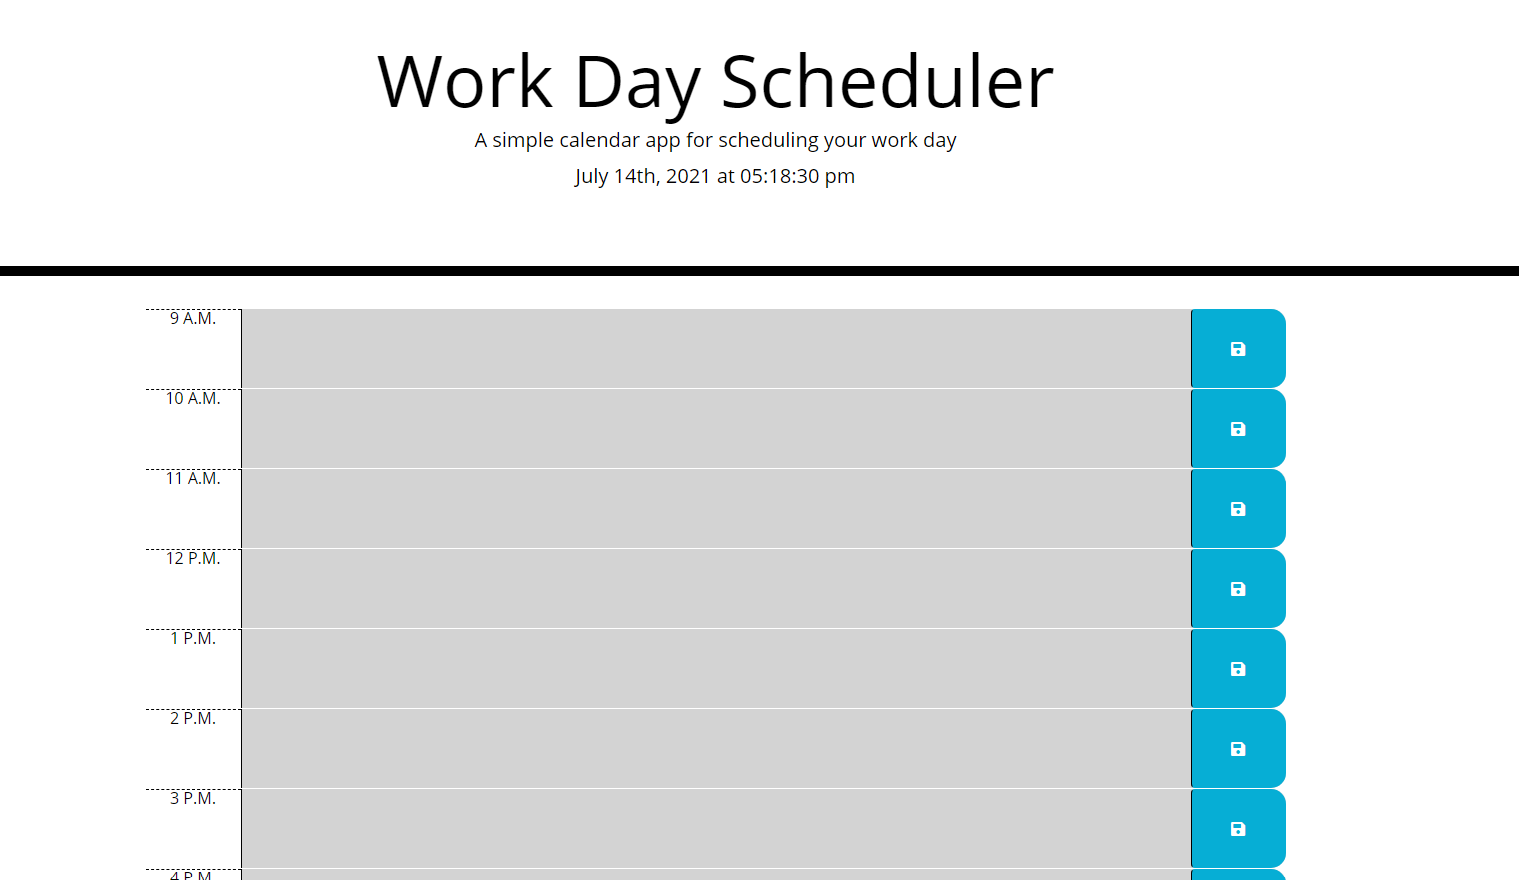 Work Day Scheduler
A simple calendar app for scheduling your work day
July 14th, 2021 at 05:18:30 pm
9 A.M.
10 A.M.
11 A.M.
12 P.M.
1 P.M.
2 P.M.
3 P.M.
4 P.M.